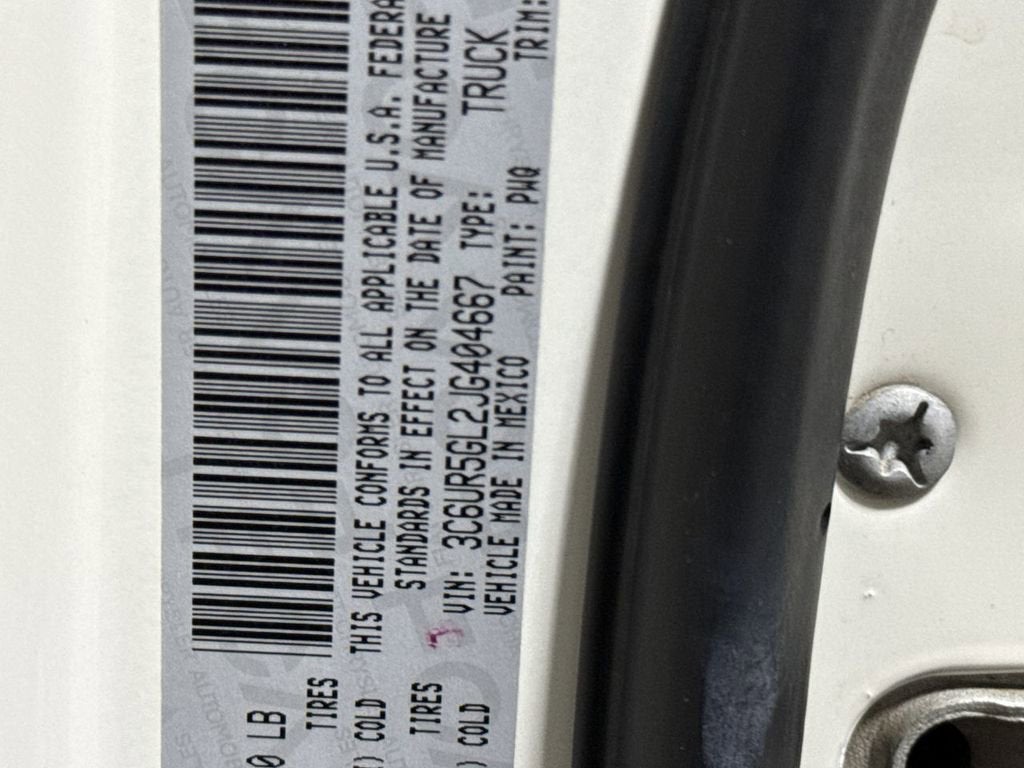 0 LB
TIRES
) COLD
TIRES
) COLD
THIS VEHICLE CONFORMS TO ALL APPLICABLE U.S.A. FEDERA
STANDARDS IN EFFECT ON THE DATE OF MANUFACTURE
VIN: 3C6UR5GL2JG404667 TYPE: TRUCK
VEHICLE MADE IN MEXICO PAINT: PWQ TRIM: